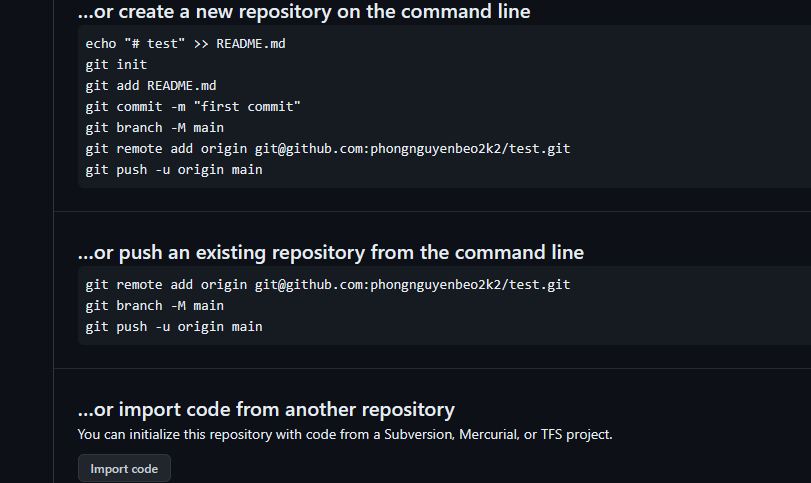 ...or create a new repository on the command line
echo "# test" >> README.md
git init
git add README.md
git commit -m "first commit"
git branch -M main
git remote add origin git@github.com:phongnguyenbeo2k2/test.git
git push -u origin main
...or push an existing repository from the command line
git remote add origin git@github.com:phongnguyenbeo2k2/test.git
git branch -M main
git push -u origin main
...or import code from another repository
You can initialize this repository with code from a Subversion, Mercurial, or TFS project.
Import code